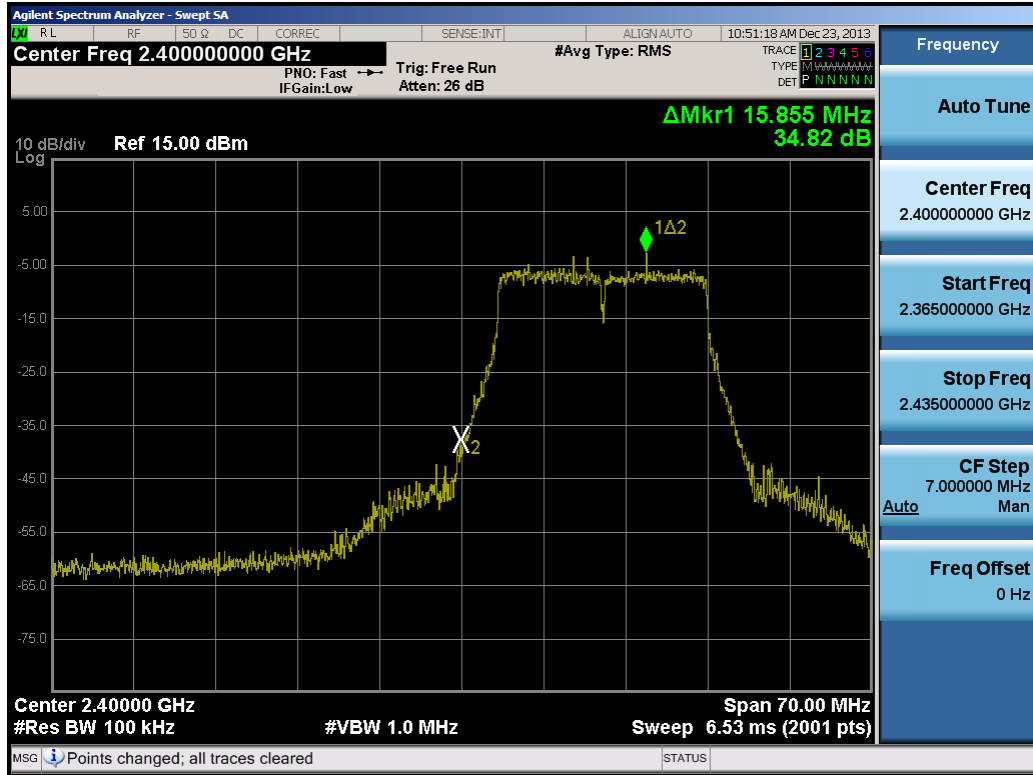 Agilent Spectrum Analyzer - Swept SA
LXI RL RF 50 Ω DC CORREC SENSE:INT ALIGN AUTO 10:51:18 AM Dec 23, 2013
Center Freq 2.400000000 GHz
PNO: Fast
IFGain:Low
Trig: Free Run
Atten: 26 dB
#Avg Type: RMS
TRACE 1 2 3 4 5 6
TYPE M WWWWW
DET P N N N N N
ΔMkr1 15.855 MHz
34.82 dB
10 dB/div Ref 15.00 dBm
Log
5.00
-5.00
-15.0
-25.0
-35.0
-45.0
-55.0
-65.0
-75.0
1Δ2
X2
Center 2.40000 GHz Span 70.00 MHz
#Res BW 100 kHz #VBW 1.0 MHz Sweep 6.53 ms (2001 pts)
MSG Points changed; all traces cleared STATUS
Frequency
Auto Tune
Center Freq
2.400000000 GHz
Start Freq
2.365000000 GHz
Stop Freq
2.435000000 GHz
CF Step
7.000000 MHz
Auto Man
Freq Offset
0 Hz